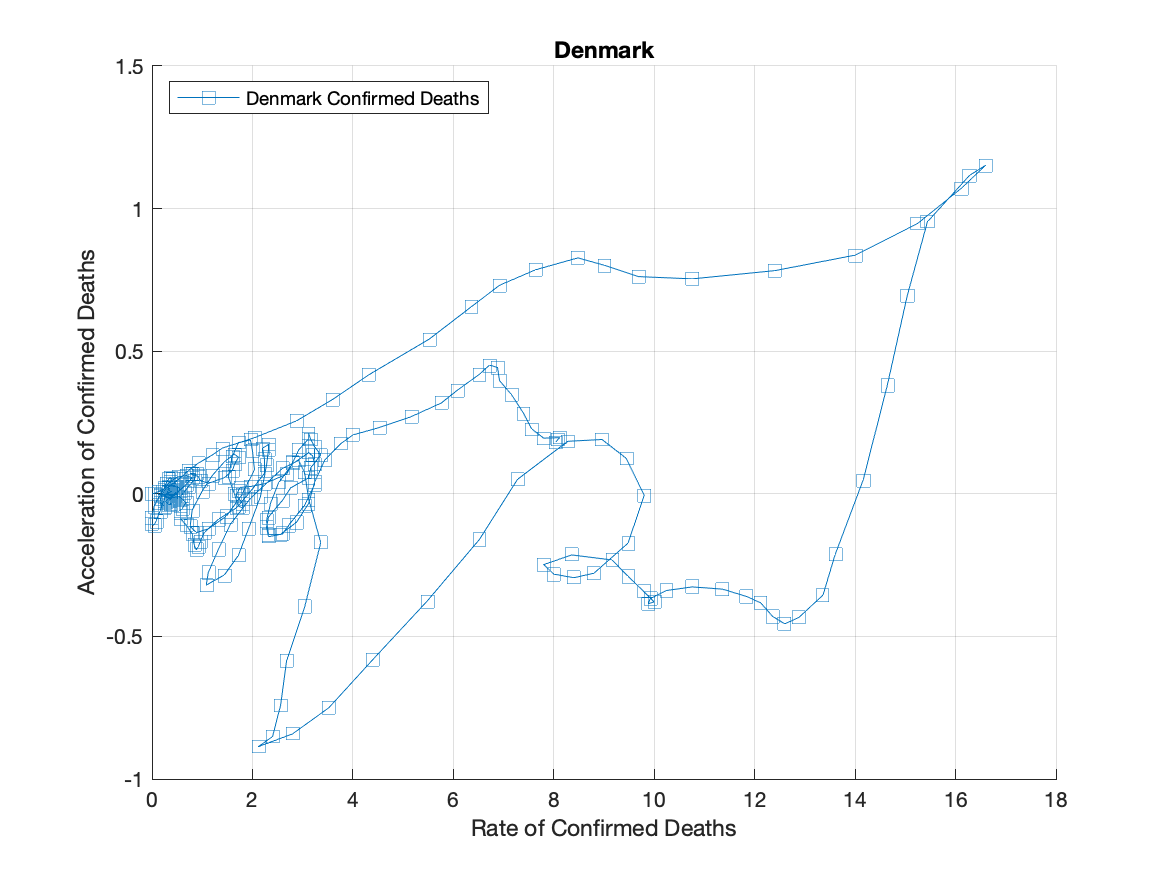 Denmark
1.5
Denmark Confirmed Deaths
1
0.5
0
-0.5
-1
Acceleration of Confirmed Deaths
0 2 4 6 8 10 12 14 16 18
Rate of Confirmed Deaths